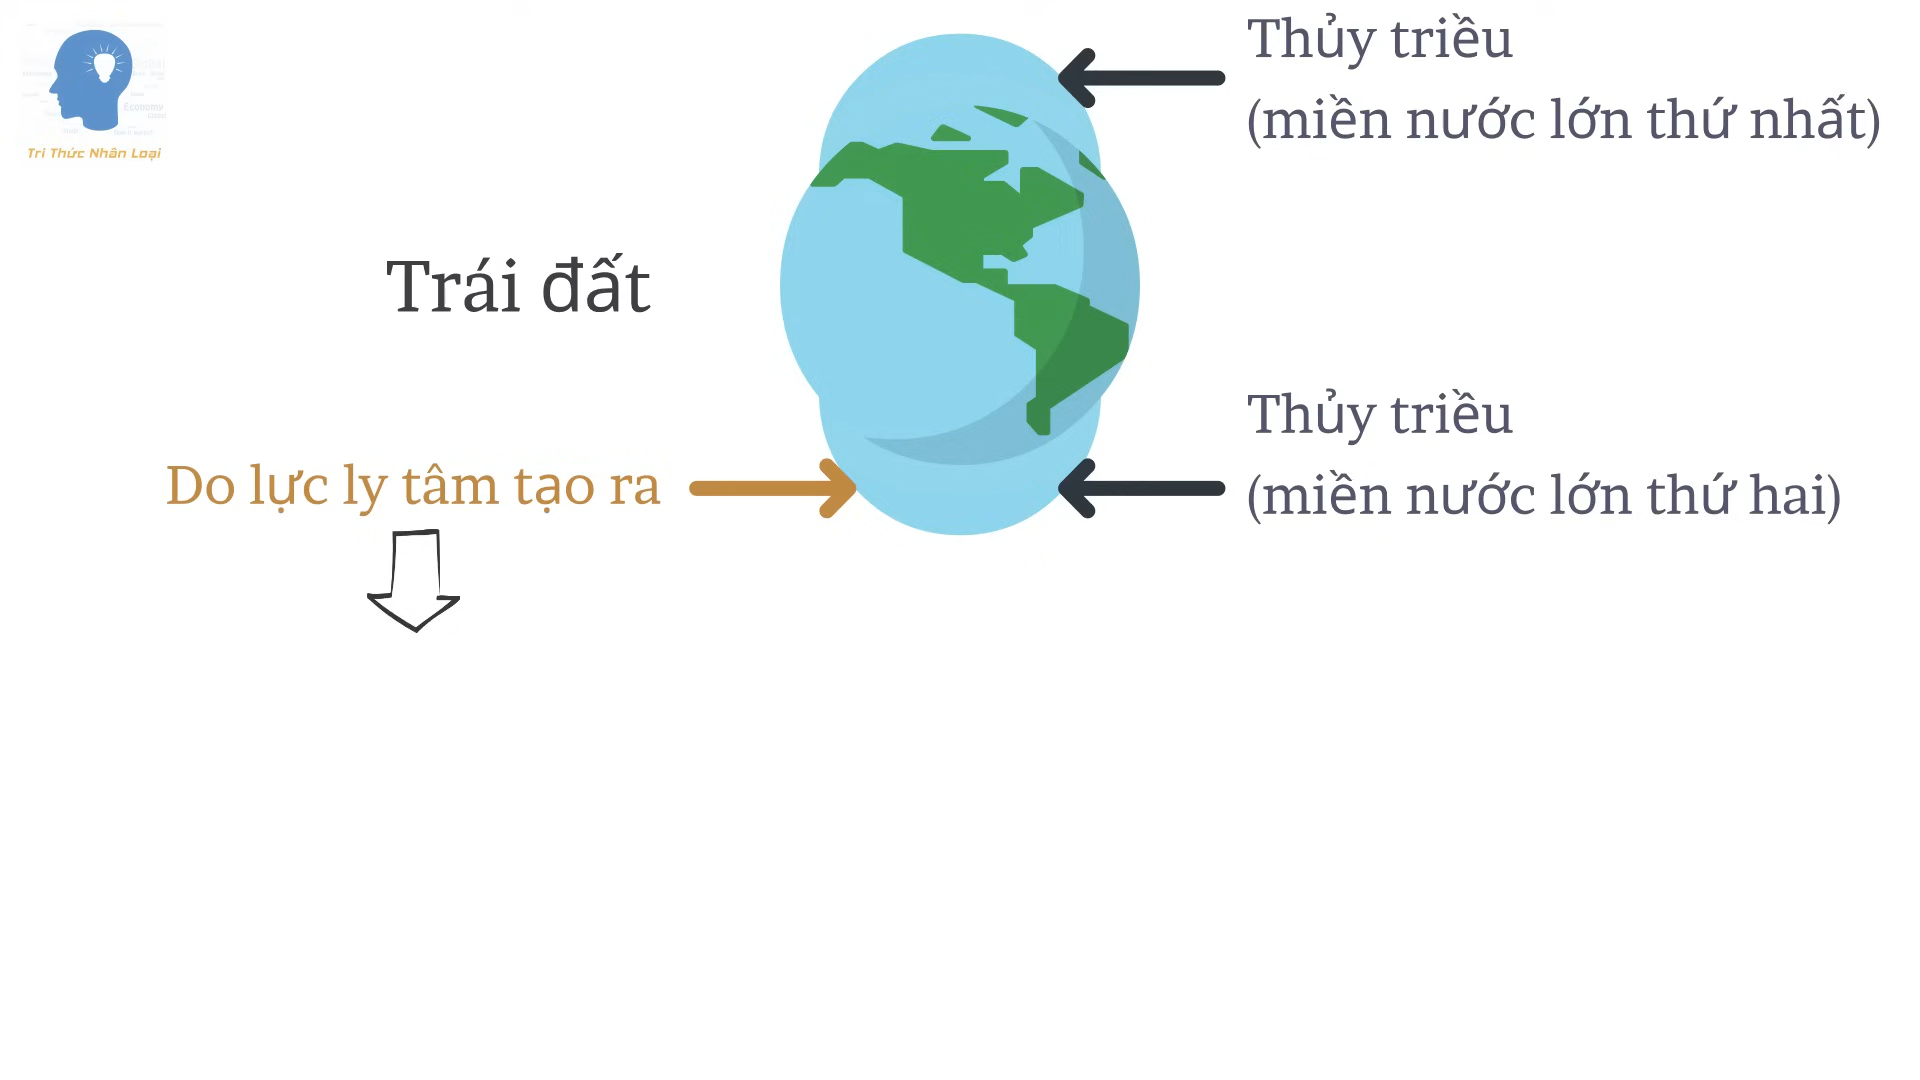 Thủy triều
(miền nước lớn thứ nhất)
Economy
Tri Thức Nhân Loại
Trái đất
Thủy triều
(miền nước lớn thứ hai)
Do lực ly tâm tạo ra